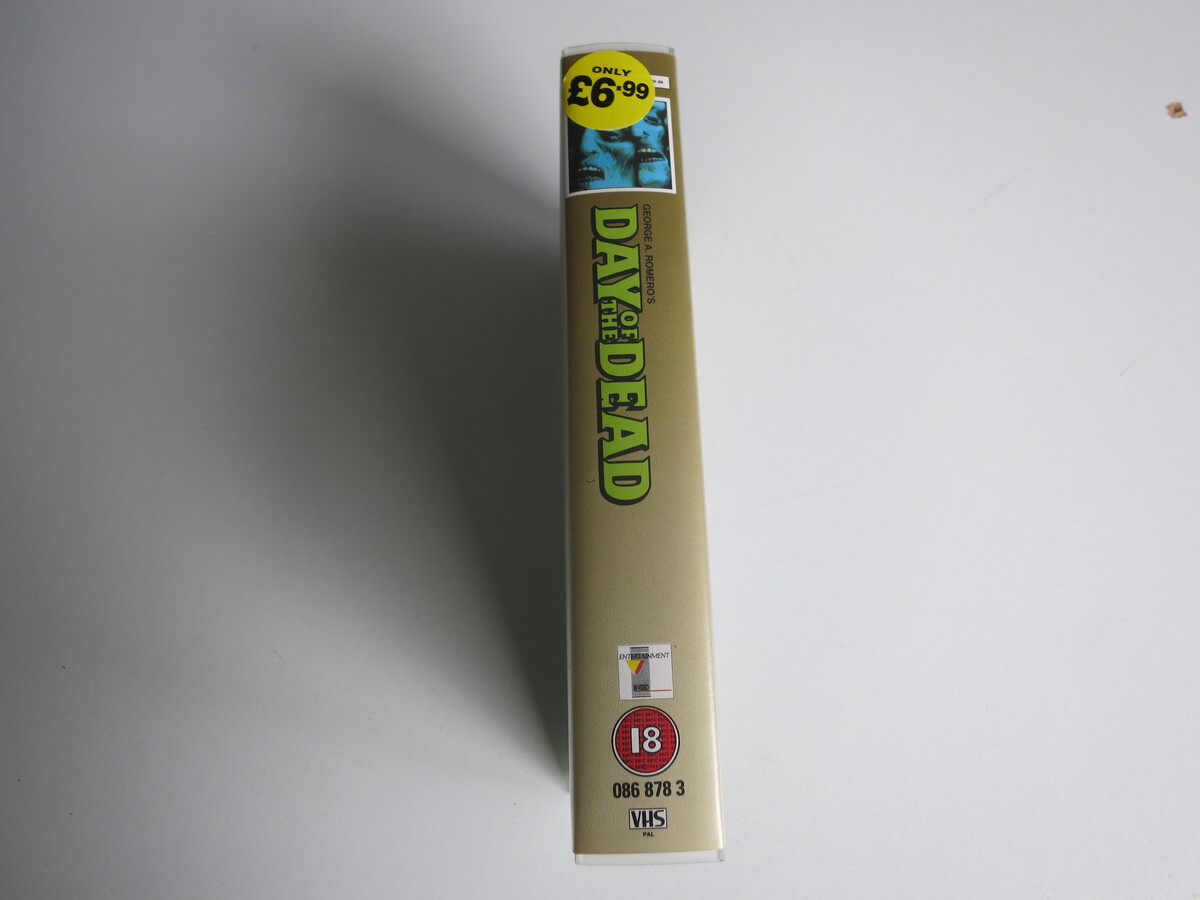 ONLY
£6.99
GEORGE A. ROMERO'S
DAY OF THE DEAD
ENTERTAINMENT
18
086 878 3
VHS
PAL